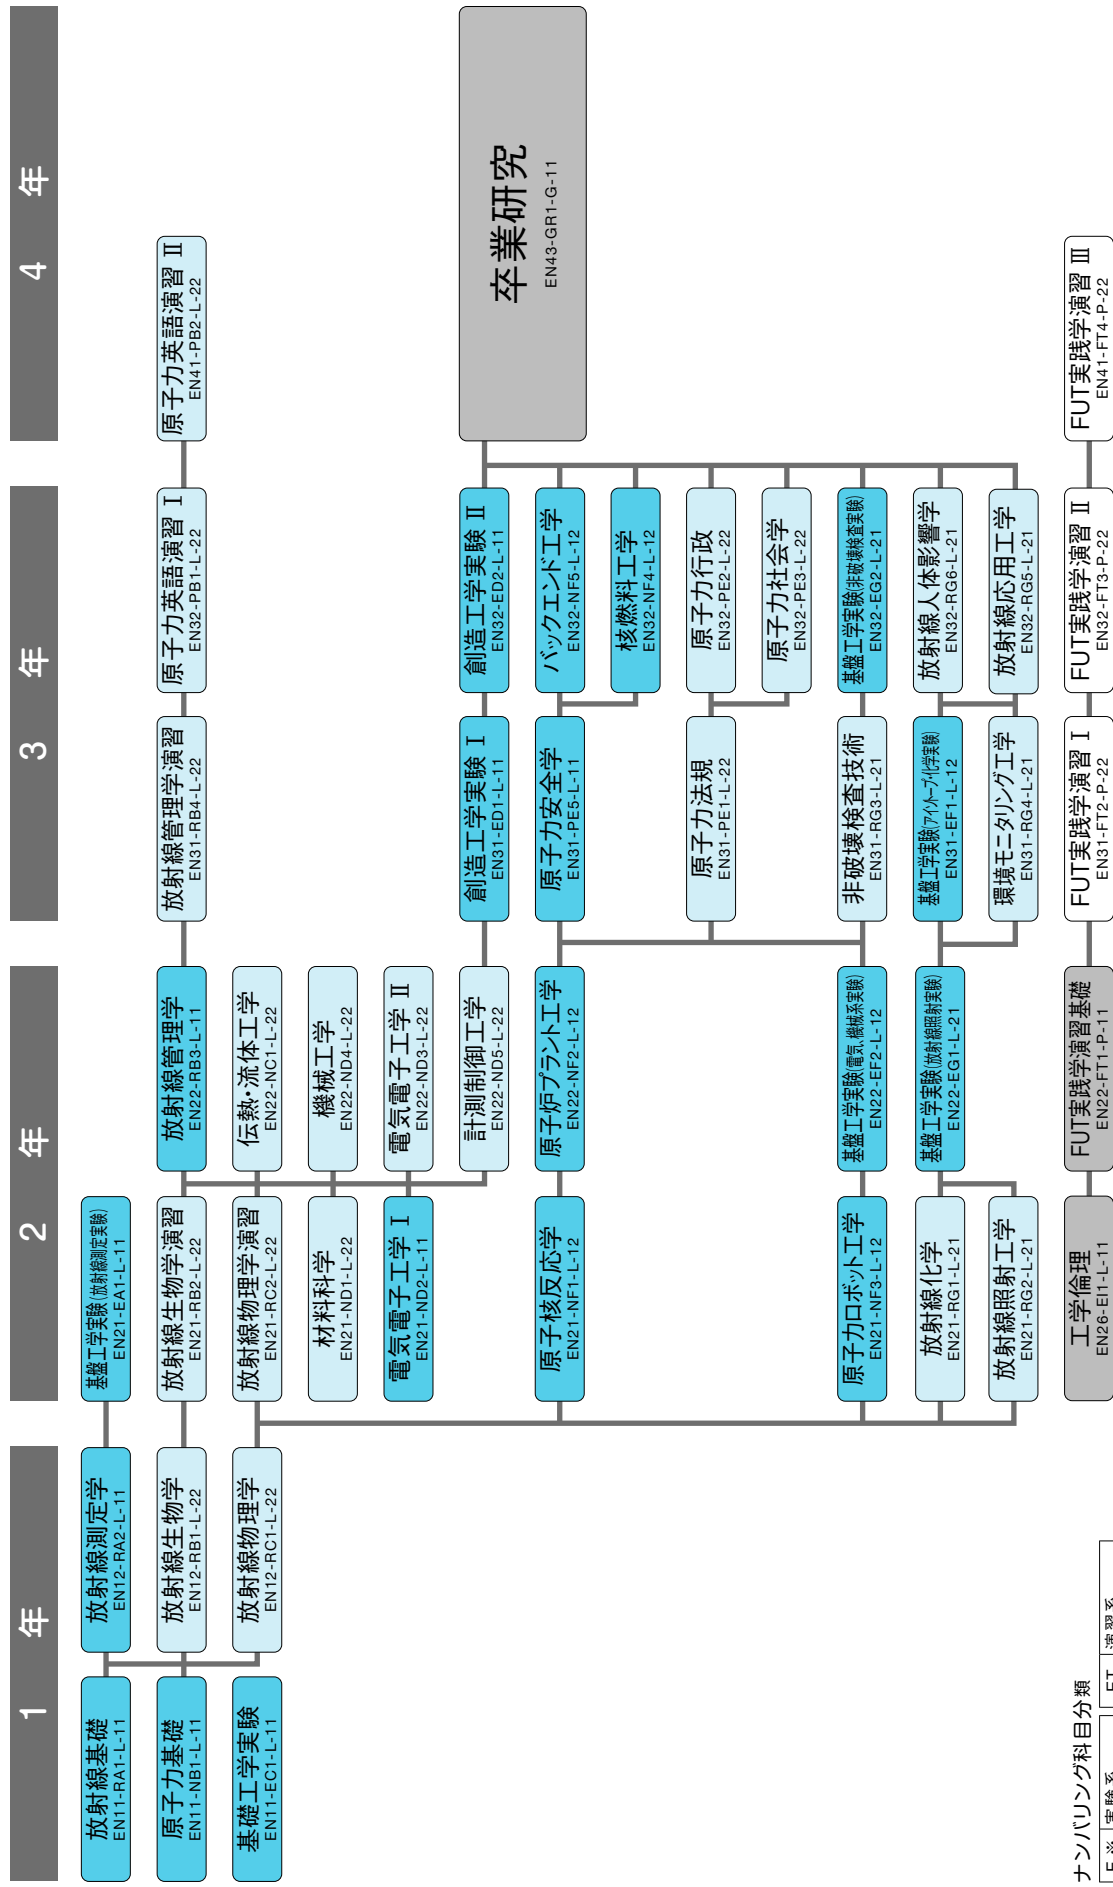 1 年
2 年
3 年
4 年
放射線基礎
EN11-RA1-L-11
原子力基礎
EN11-NB1-L-11
基礎工学実験
EN11-EC1-L-11
放射線測定学
EN12-RA2-L-11
放射線生物学
EN12-RB1-L-22
放射線物理学
EN12-RC1-L-22
基盤工学実験(放射線測定実験)
EN21-EA1-L-11
放射線生物学演習
EN21-RB2-L-22
放射線物理学演習
EN21-RC2-L-22
材料科学
EN21-ND1-L-22
電気電子工学 Ⅰ
EN21-ND2-L-11
原子核反応学
EN21-NF1-L-12
原子力ロボット工学
EN21-NF3-L-12
放射線化学
EN21-RG1-L-21
放射線照射工学
EN21-RG2-L-21
工学倫理
EN26-EI1-L-11
放射線管理学
EN22-RB3-L-11
伝熱・流体工学
EN22-NC1-L-22
機械工学
EN22-ND4-L-22
電気電子工学 Ⅱ
EN22-ND3-L-22
計測制御工学
EN22-ND5-L-22
原子炉プラント工学
EN22-NF2-L-12
基盤工学実験(電気、機械系実験)
EN22-EF2-L-12
基盤工学実験(放射線照射実験)
EN22-EG1-L-21
FUT実践学演習基礎
EN22-FT1-P-11
放射線管理学演習
EN31-RB4-L-22
創造工学実験 Ⅰ
EN31-ED1-L-11
原子力安全学
EN31-PE5-L-11
原子力法規
EN31-PE1-L-22
非破壊検査技術
EN31-RG3-L-21
基盤工学実験(アイソトープ/化学実験)
EN31-EF1-L-12
環境モニタリング工学
EN31-RG4-L-21
FUT実践学演習 Ⅰ
EN31-FT2-P-22
原子力英語演習 Ⅰ
EN32-PB1-L-22
創造工学実験 Ⅱ
EN32-ED2-L-11
バックエンド工学
EN32-NF5-L-12
核燃料工学
EN32-NF4-L-12
原子力行政
EN32-PE2-L-22
原子力社会学
EN32-PE3-L-22
基盤工学実験(非破壊検査実験)
EN32-EG2-L-21
放射線人体影響学
EN32-RG6-L-21
放射線応用工学
EN32-RG5-L-21
FUT実践学演習 Ⅱ
EN32-FT3-P-22
原子力英語演習 Ⅱ
EN41-PB2-L-22
卒業研究
EN43-GR1-G-11
FUT実践学演習 Ⅲ
EN41-FT4-P-22
ナンバリング科目分類
E ※ 実験系 FT 演習系